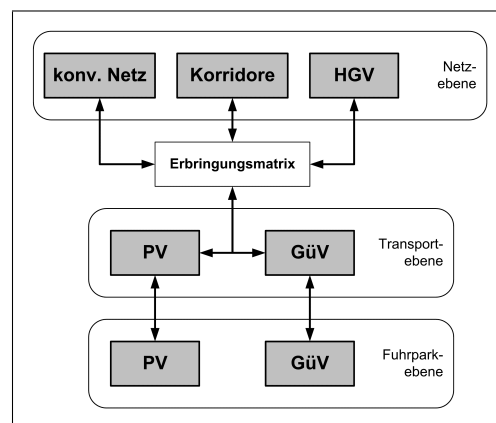 konv. Netz
Korridore
HGV
Netz-
ebene
Erbringungsmatrix
PV
GüV
Transport-
ebene
PV
GüV
Fuhrpark-
ebene